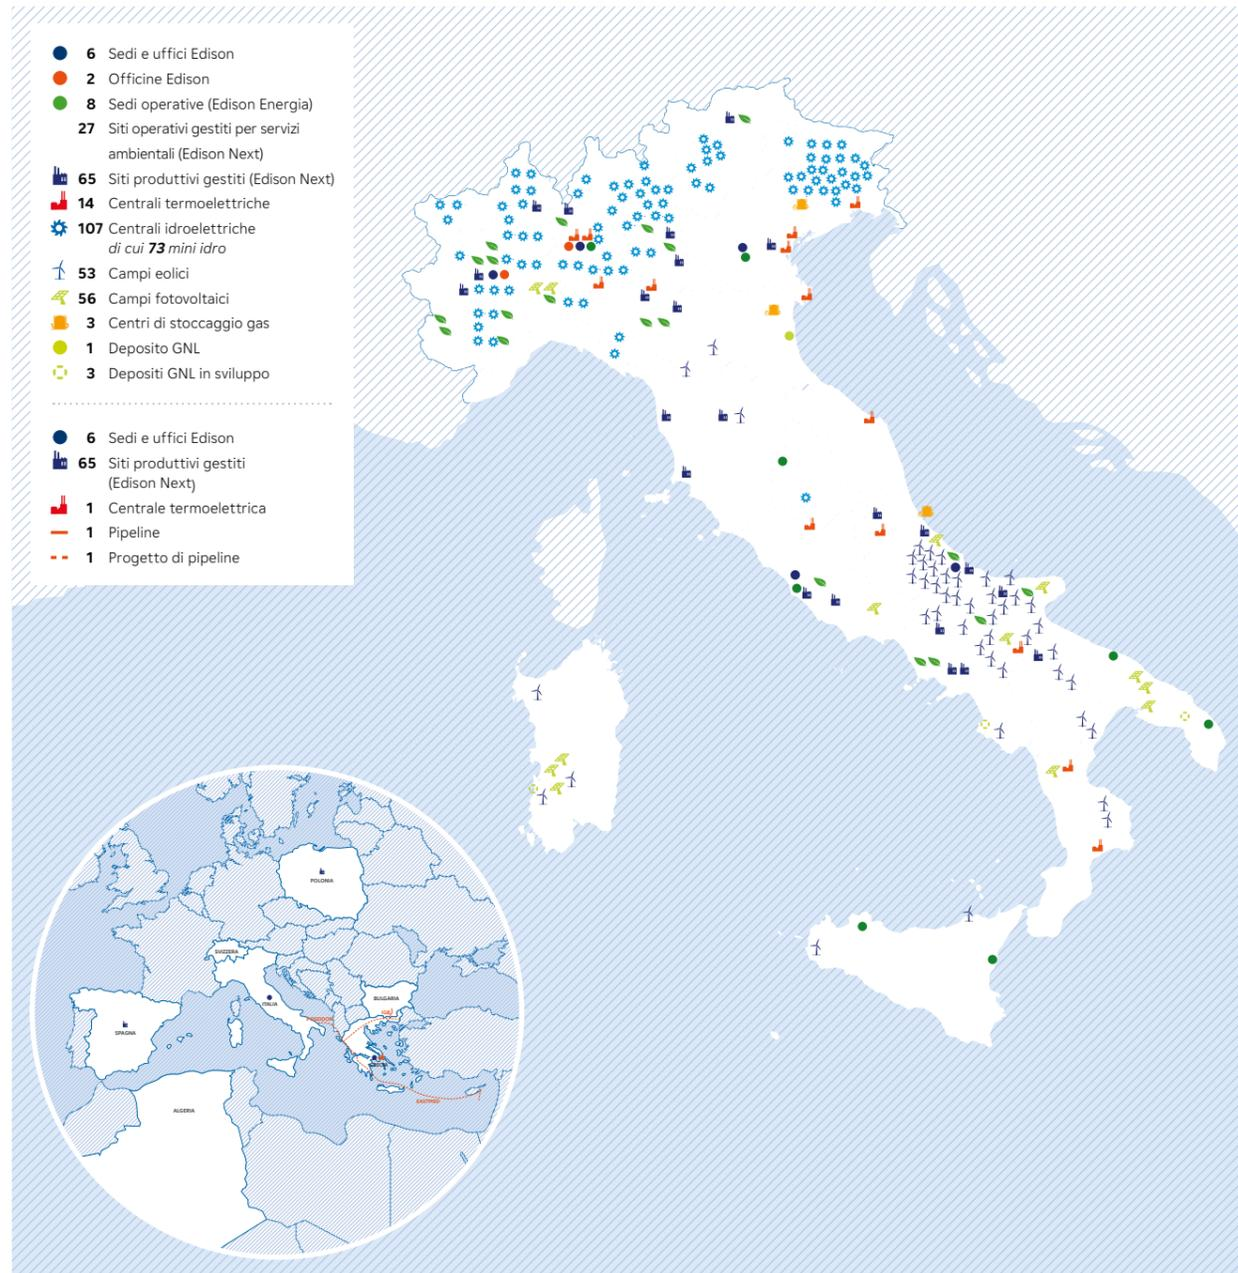 6 Sedi e uffici Edison
2 Officine Edison
8 Sedi operative (Edison Energia)
27 Siti operativi gestiti per servizi
ambientali (Edison Next)
65 Siti produttivi gestiti (Edison Next)
14 Centrali termoelettriche
107 Centrali idroelettriche
di cui 73 mini idro
53 Campi eolici
56 Campi fotovoltaici
3 Centri di stoccaggio gas
1 Deposito GNL
3 Depositi GNL in sviluppo
6 Sedi e uffici Edison
65 Siti produttivi gestiti
(Edison Next)
1 Centrale termoelettrica
1 Pipeline
1 Progetto di pipeline
POLONIA
SVIZZERA
ITALIA
BULGARIA
IGB
POSEIDON
SPAGNA
EASTMED
ALGERIA